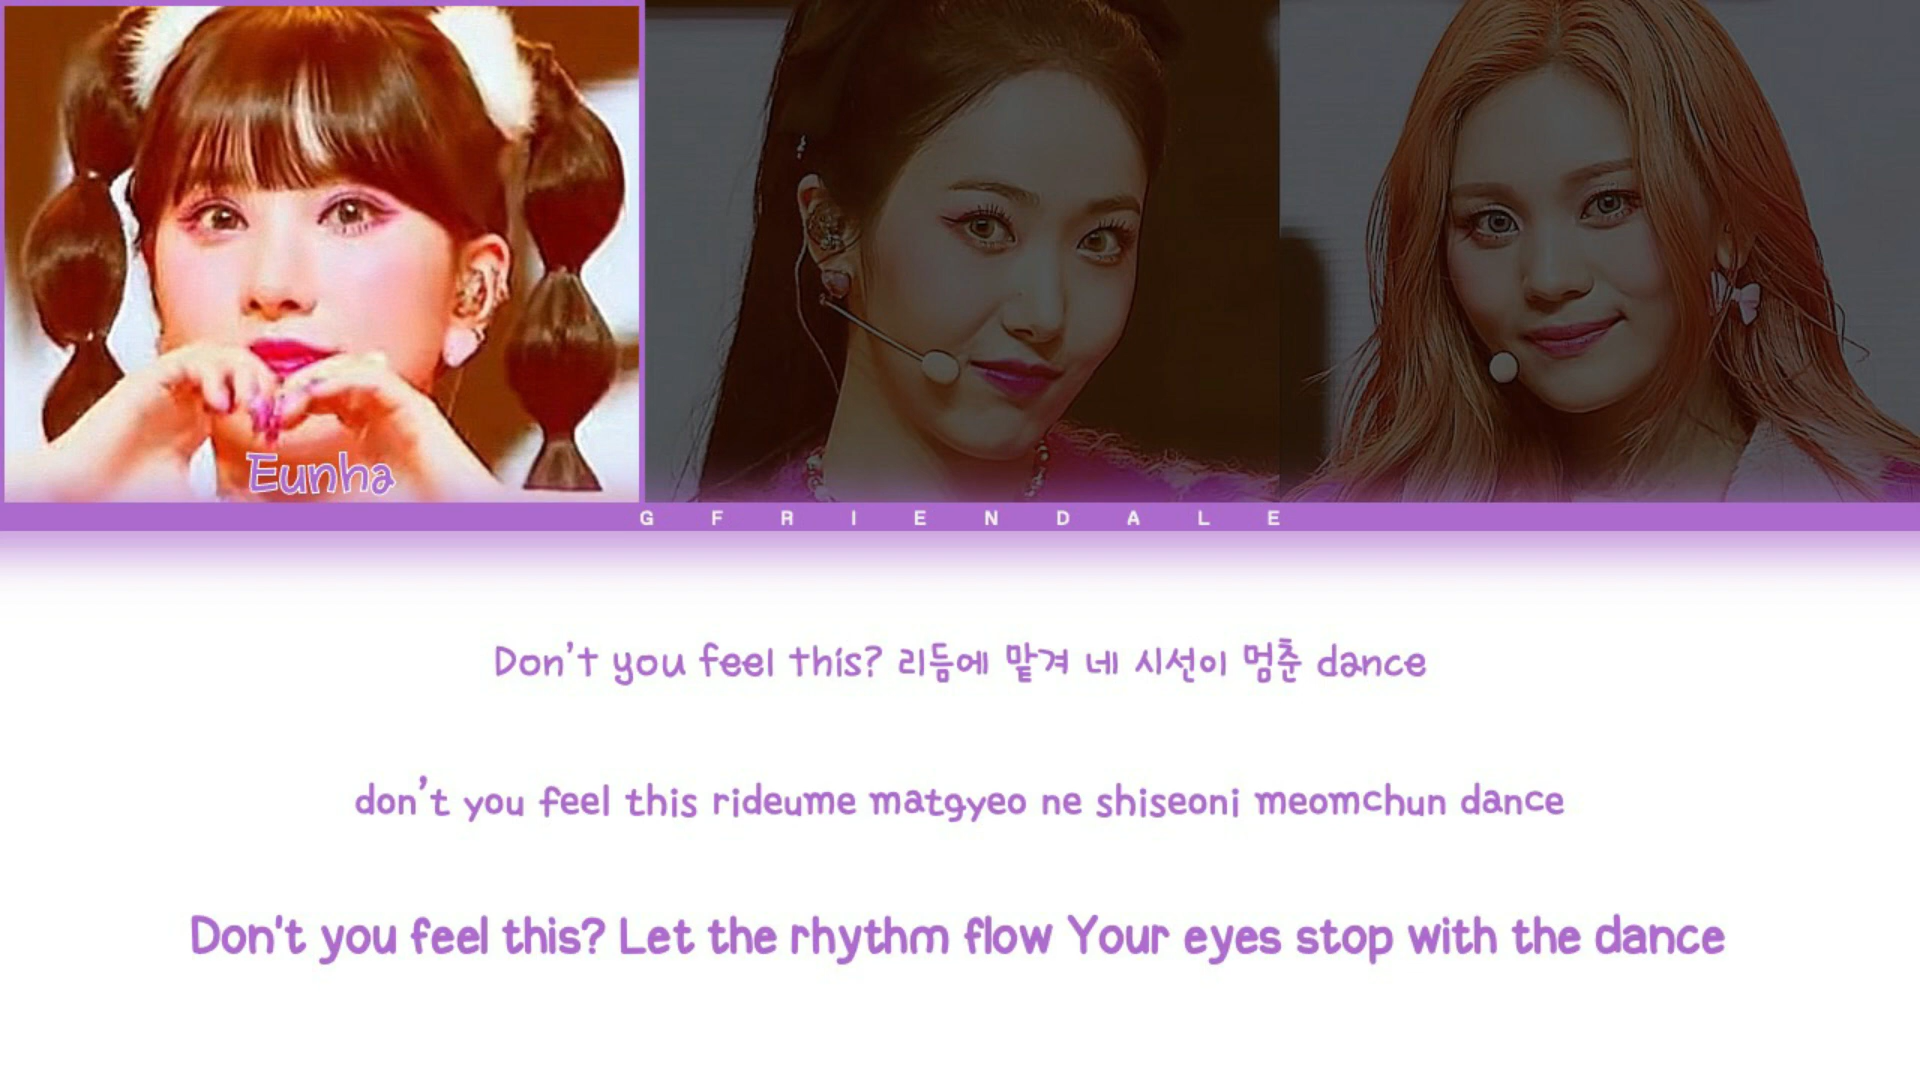 Eunha
GFRIENDALE
Don't you feel this? 리듬에 맡겨 네 시선이 멈춘 dance
don't you feel this rideume matgyeo ne shiseoni meomchun dance
Don't you feel this? Let the rhythm flow Your eyes stop with the dance